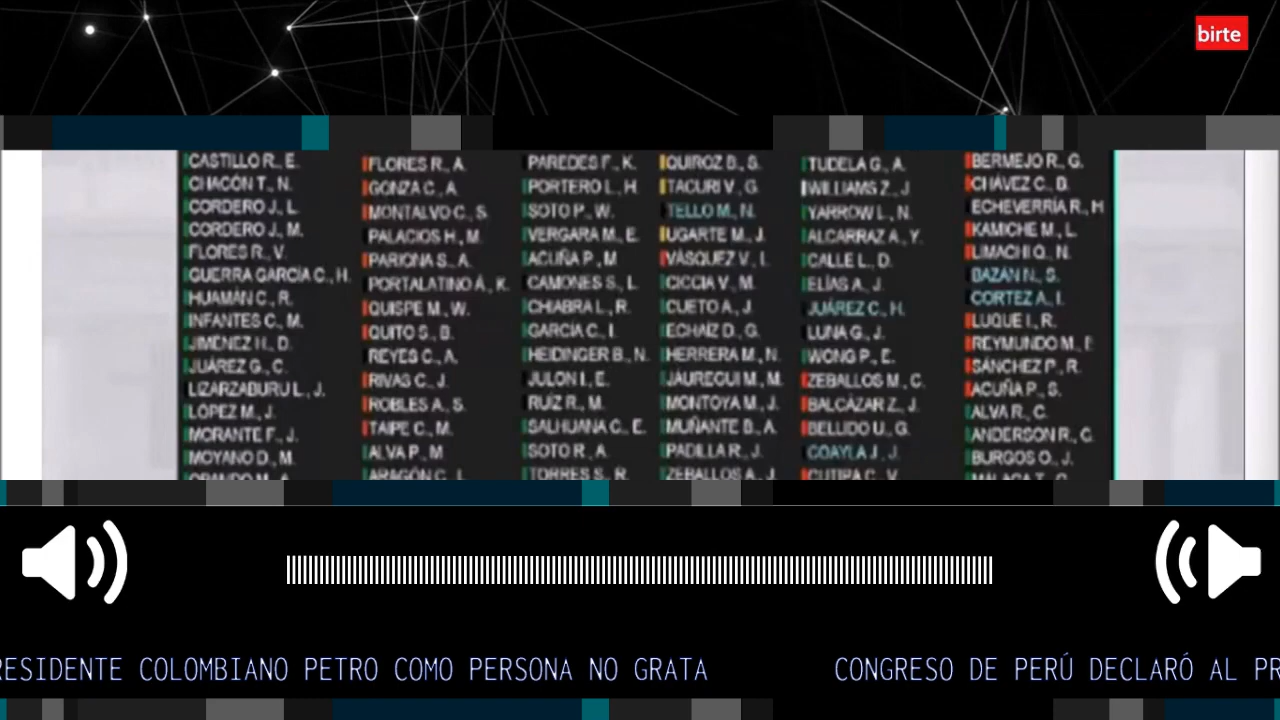 birte
CASTILLO R., E.
CHACÓN T., N.
CORDERO J., L.
CORDERO J., M.
FLORES R., V.
GUERRA GARCÍA C., H.
HUAMÁN C., R.
INFANTES C., M.
JIMÉNEZ H., D.
JUÁREZ G., C.
LIZARZABURU L., J.
LÓPEZ M., J.
MORANTE F., J.
MOYANO D., M.
FLORES R., A.
GONZA C., A.
MONTALVO C., S.
PALACIOS H., M.
PARIONA S., A.
PORTALATINO Á., K.
QUISPE M., W.
QUITO S., B.
REYES C., A.
RIVAS C., J.
ROBLES A., S.
TAIPE C., M.
ALVA P., M
ARAGÓN C., L
PAREDES F., K.
PORTERO L., H
SOTO P., W.
VERGARA M., E.
ACUÑA P., M
CAMONES S., L
CHIABRA L., R.
GARCÍA C., I.
HEIDINGER B., N.
JULON I., E.
RUIZ R., M.
SALHUANA C., E.
SOTO R., A.
TORRES S., R.
QUIROZ B., S.
TACURI V., G.
TELLO M., N.
UGARTE M., J.
VÁSQUEZ V., I.
CICCIA V., M.
CUETO A., J.
ECHAÍZ D., G.
HERRERA M., N.
JÁUREGUI M., M.
MONTOYA M., J.
MUÑANTE B., A.
PADILLA R., J.
ZEBALLOS A., J.
TUDELA G., A.
WILLIAMS Z., J
YARROW L., N.
ALCARRAZ A., Y.
CALLE L., D.
ELÍAS A., J.
JUÁREZ C., H.
LUNA G., J.
WONG P., E.
ZEBALLOS M., C.
BALCÁZAR Z., J.
BELLIDO U., G.
COAYLA J., J.
CUTIPA C., V.
BERMEJO R., G.
CHÁVEZ C., B.
ECHEVERRÍA R., H
KAMICHE M., L.
LIMACHI Q., N.
BAZÁN N., S.
CORTEZ A., I.
LUQUE I., R.
REYMUNDO M., E
SÁNCHEZ P., R.
ACUÑA P., S.
ALVA R., C.
ANDERSON R., C.
BURGOS O., J.
RESIDENTE COLOMBIANO PETRO COMO PERSONA NO GRATA CONGRESO DE PERÚ DECLARÓ AL PR